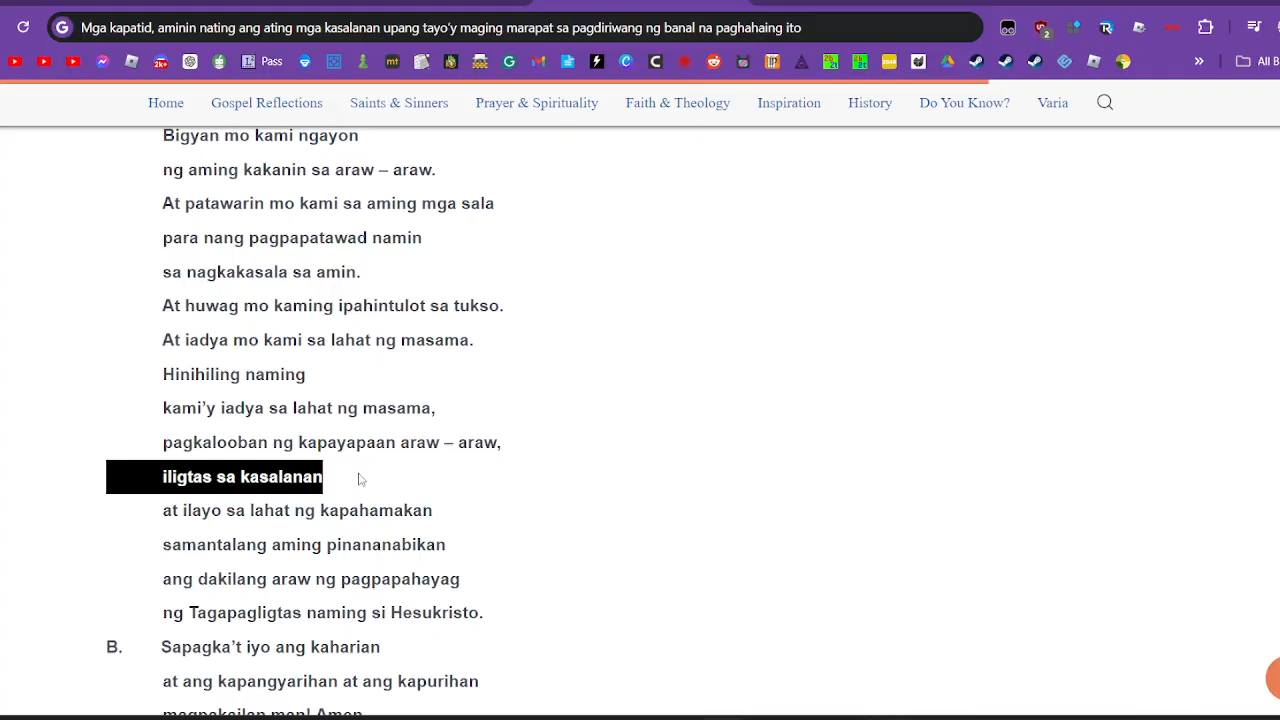 Mga kapatid, aminin nating ang ating mga kasalanan upang tayo'y maging marapat sa pagdiriwang ng banal na paghahaing ito
Pass
All B
Home Gospel Reflections Saints & Sinners Prayer & Spirituality Faith & Theology Inspiration History Do You Know? Varia
Bigyan mo kami ngayon
ng aming kakanin sa araw – araw.
At patawarin mo kami sa aming mga sala
para nang pagpapatawad namin
sa nagkakasala sa amin.
At huwag mo kaming ipahintulot sa tukso.
At iadya mo kami sa lahat ng masama.
Hinihiling naming
kami’y iadya sa lahat ng masama,
pagkalooban ng kapayapaan araw – araw,
iligtas sa kasalanan
at ilayo sa lahat ng kapahamakan
samantalang aming pinananabikan
ang dakilang araw ng pagpapahayag
ng Tagapagligtas naming si Hesukristo.
B. Sapagka’t iyo ang kaharian
at ang kapangyarihan at ang kapurihan
magpakailan man! Amen